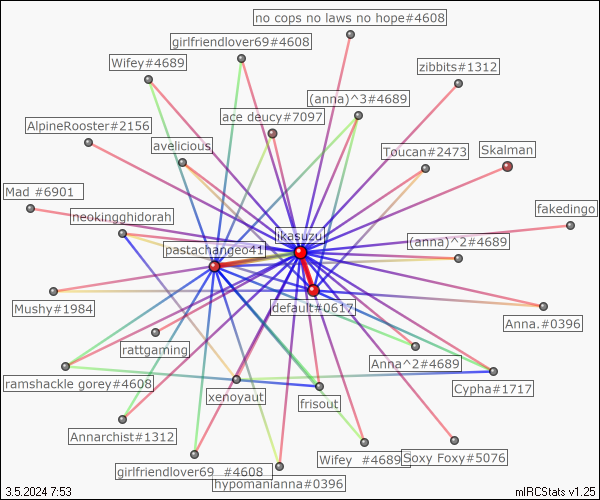 no cops no laws no hope#4608
girlfriendlover69#4608
Wifey#4689
zibbits#1312
(anna)^3#4689
ace deucy#7097
AlpineRooster#2156
avelicious
Toucan#2473
Skalman
Mad #6901
neokingghidorah
fakedingo
ikasuzu
pastachangeo41
(anna)^2#4689
Mushy#1984
default#0617
Anna.#0396
rattgaming
Anna^2#4689
ramshackle gorey#4608
xenoyaut
frisout
Cypha#1717
Annarchist#1312
girlfriendlover69_#4608
Wifey_#4689
Soxy Foxy#5076
hypomanianna#0396
3.5.2024 7:53
mIRCStats v1.25